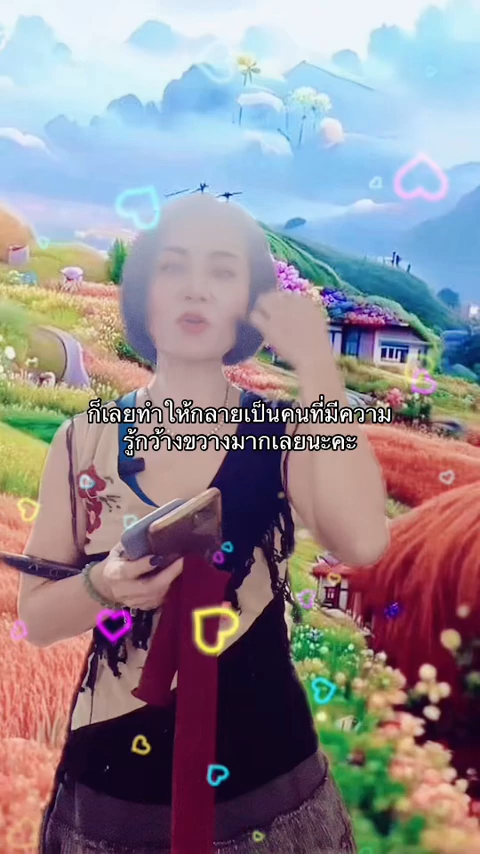 ก็เลยทำให้กลายเป็นคนที่มีความ
รู้กว้างขวางมากเลยนะคะ